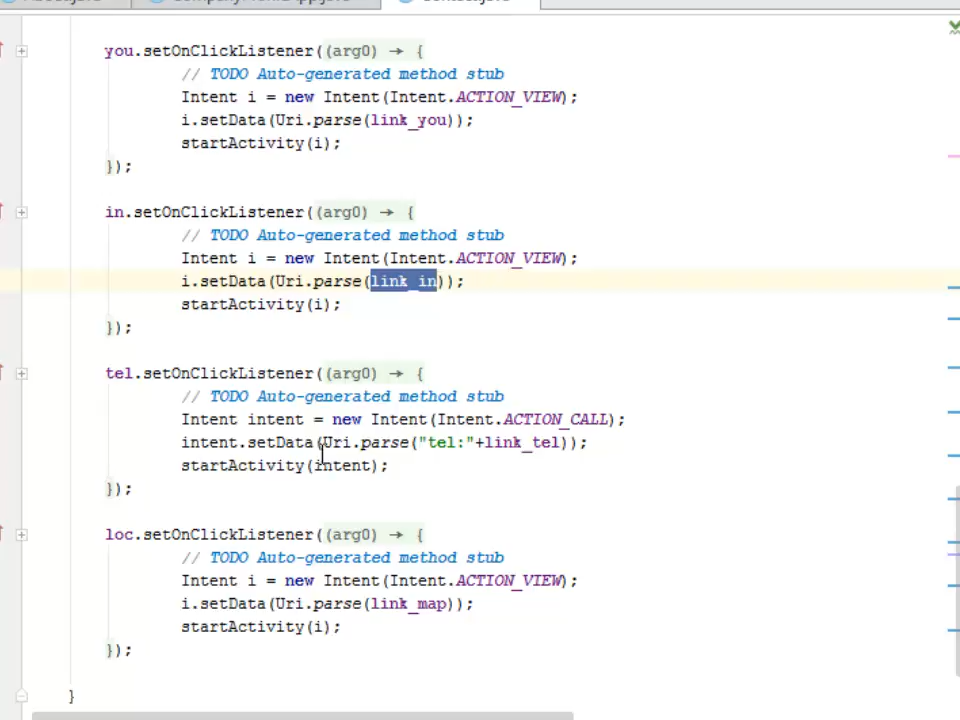 you.setOnClickListener((arg0) → {
// TODO Auto-generated method stub
Intent i = new Intent(Intent.ACTION_VIEW);
i.setData(Uri.parse(link_you));
startActivity(i);
});
in.setOnClickListener((arg0) → {
// TODO Auto-generated method stub
Intent i = new Intent(Intent.ACTION_VIEW);
i.setData(Uri.parse(link_in));
startActivity(i);
});
tel.setOnClickListener((arg0) → {
// TODO Auto-generated method stub
Intent intent = new Intent(Intent.ACTION_CALL);
intent.setData(Uri.parse("tel:"+link_tel));
startActivity(intent);
});
loc.setOnClickListener((arg0) → {
// TODO Auto-generated method stub
Intent i = new Intent(Intent.ACTION_VIEW);
i.setData(Uri.parse(link_map));
startActivity(i);
});
}